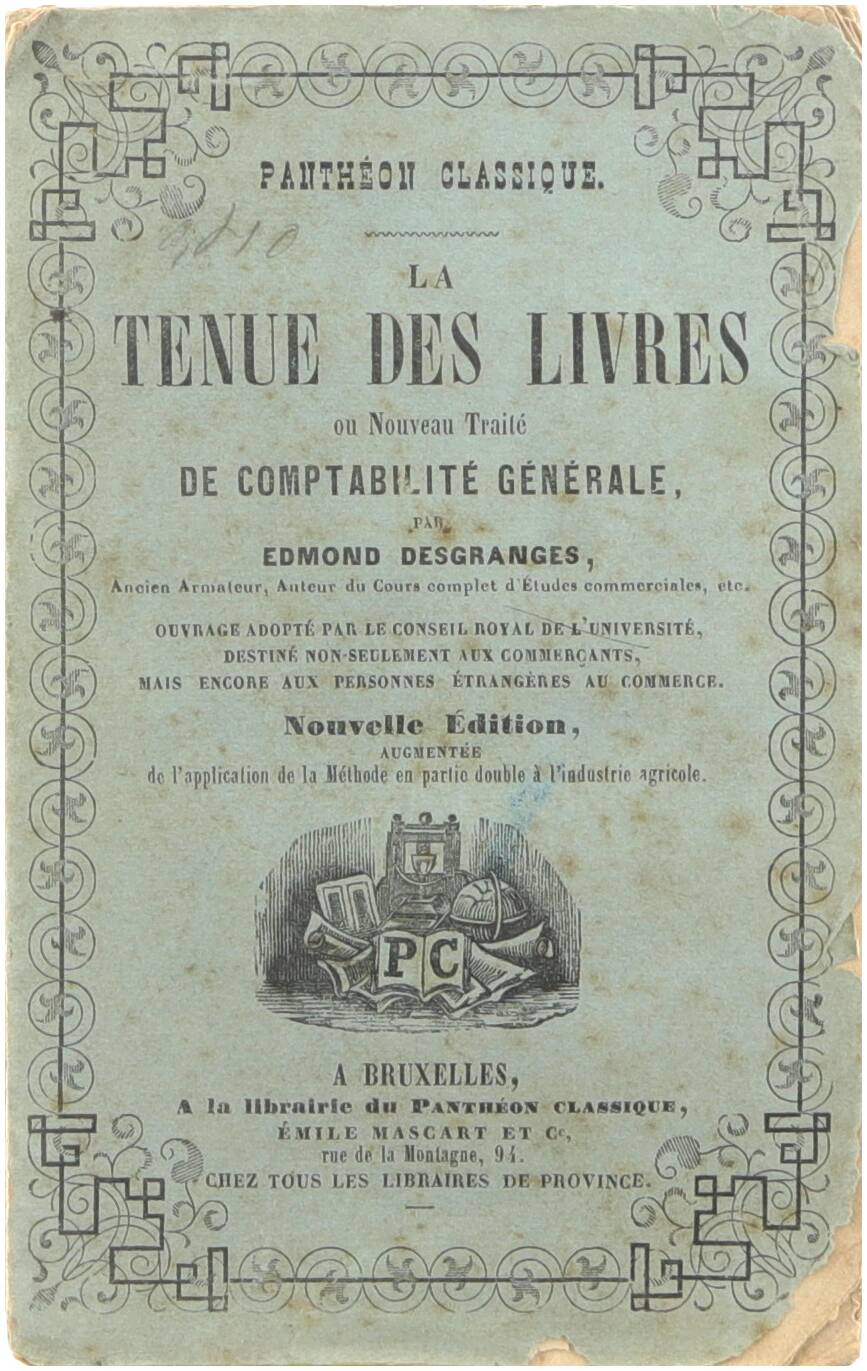 PANTHÉON CLASSIQUE.
LA
TENUE DES LIVRES
ou Nouveau Traité
DE COMPTABILITÉ GÉNÉRALE,
PAR
EDMOND DESGRANGES,
Ancien Armateur, Auteur du Cours complet d'Études commerciales, etc.
OUVRAGE ADOPTÉ PAR LE CONSEIL ROYAL DE L'UNIVERSITÉ,
DESTINÉ NON-SEULEMENT AUX COMMERÇANTS,
MAIS ENCORE AUX PERSONNES ÉTRANGÈRES AU COMMERCE.
Nouvelle Édition,
AUGMENTÉE
de l'application de la Méthode en partie double à l'industrie agricole.
PC
A BRUXELLES,
A la librairie du PANTHÉON CLASSIQUE,
ÉMILE MASCART ET Cᵉ,
rue de la Montagne, 94.
CHEZ TOUS LES LIBRAIRES DE PROVINCE.